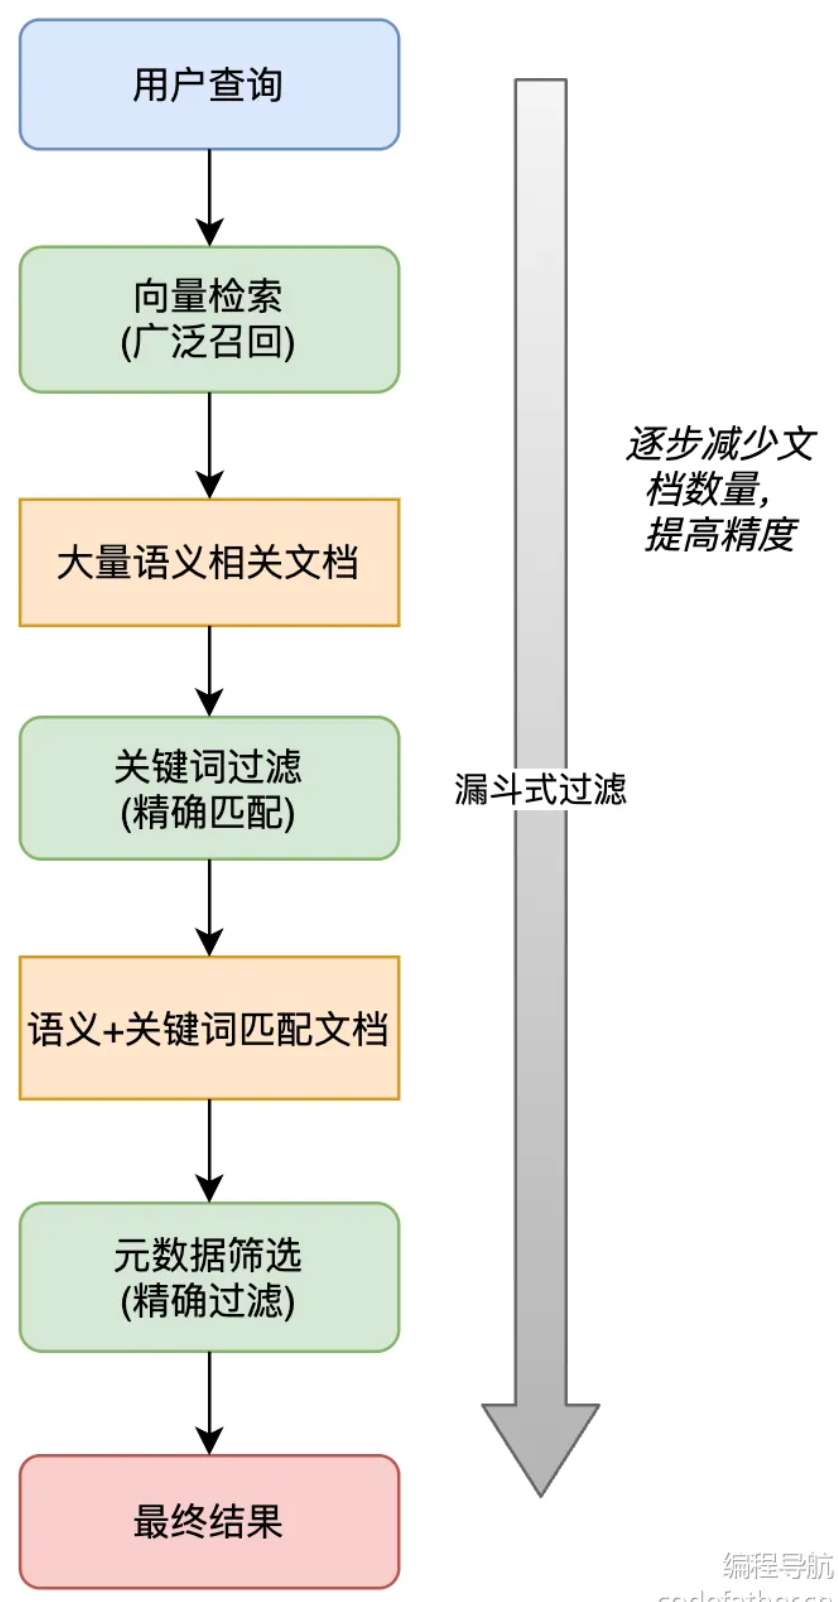 用户查询
向量检索
(广泛召回)
逐步减少文
档数量，
提高精度
大量语义相关文档
关键词过滤
(精确匹配)
漏斗式过滤
语义+关键词匹配文档
元数据筛选
(精确过滤)
最终结果
编程导航
codefather.cn